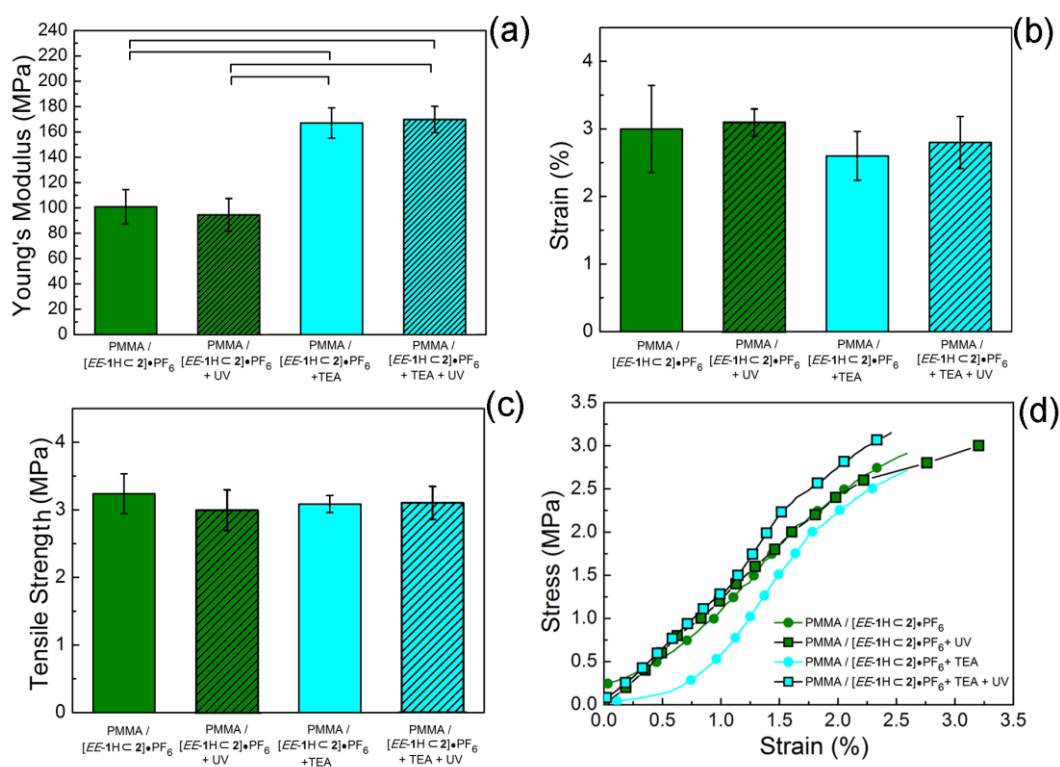 (a)
Young's Modulus (MPa)
240
220
200
180
160
140
120
100
80
60
40
20
0
PMMA /
[EE-1H⊂2]•PF6
PMMA /
[EE-1H⊂2]•PF6
+ UV
PMMA /
[EE-1H⊂2]•PF6
+TEA
PMMA /
[EE-1H⊂2]•PF6
+ TEA + UV
(b)
Strain (%)
4
3
2
1
0
PMMA /
[EE-1H⊂2]•PF6
PMMA /
[EE-1H⊂2]•PF6
+ UV
PMMA /
[EE-1H⊂2]•PF6
+TEA
PMMA /
[EE-1H⊂2]•PF6
+ TEA + UV
(c)
Tensile Strength (MPa)
4
3
2
1
0
PMMA /
[EE-1H⊂2]•PF6
PMMA /
[EE-1H⊂2]•PF6
+ UV
PMMA /
[EE-1H⊂2]•PF6
+TEA
PMMA /
[EE-1H⊂2]•PF6
+ TEA + UV
(d)
Stress (MPa)
3.5
3.0
2.5
2.0
1.5
1.0
0.5
0.0
PMMA / [EE-1H⊂2]•PF6
PMMA / [EE-1H⊂2]•PF6+ UV
PMMA / [EE-1H⊂2]•PF6+ TEA
PMMA / [EE-1H⊂2]•PF6+ TEA + UV
0.0 0.5 1.0 1.5 2.0 2.5 3.0 3.5
Strain (%)